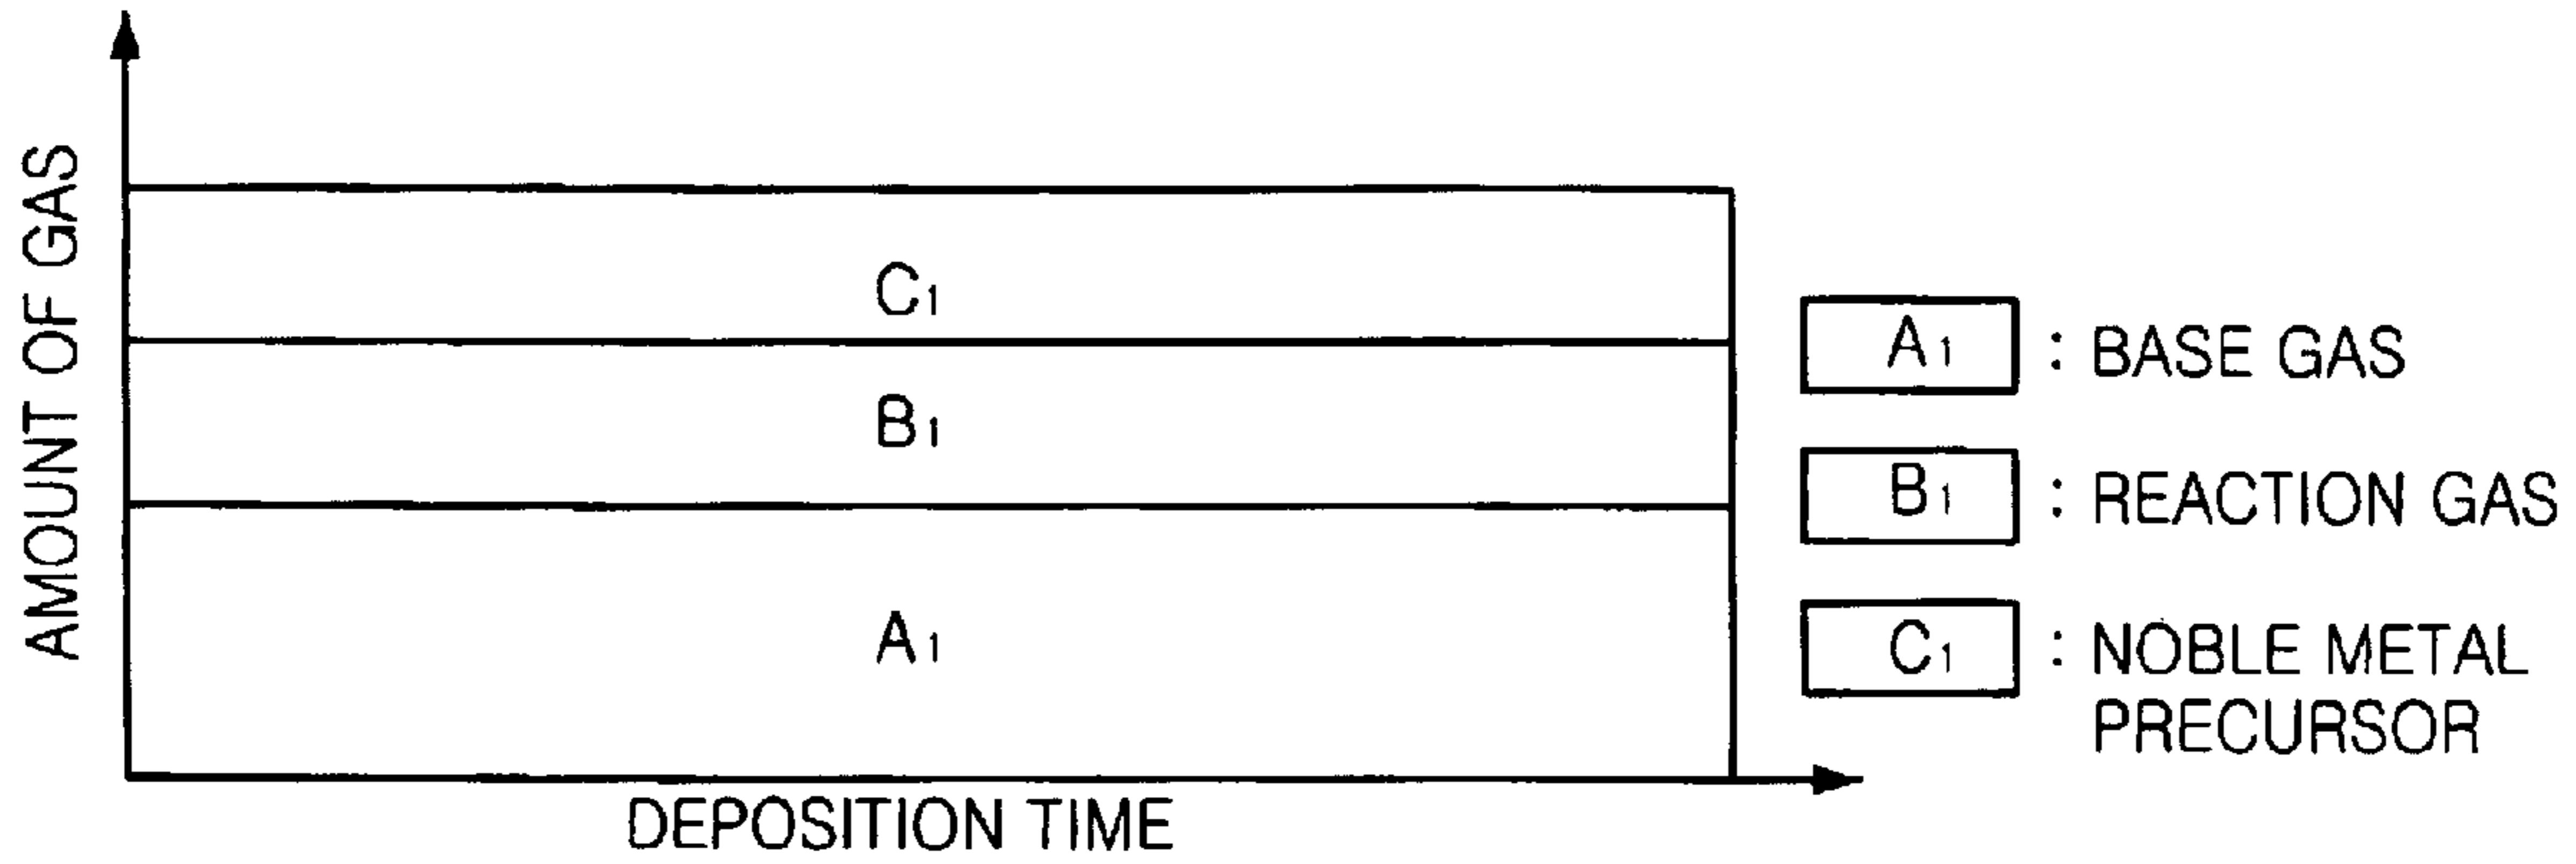 AMOUNT OF GAS
C1
B1
A1
DEPOSITION TIME
A1 : BASE GAS
B1 : REACTION GAS
C1 : NOBLE METAL
PRECURSOR